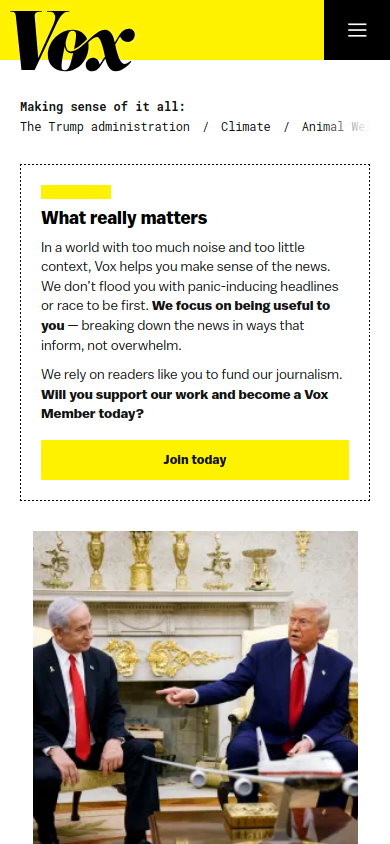 Vox
Making sense of it all:
The Trump administration / Climate / Animal We
What really matters
In a world with too much noise and too little
context, Vox helps you make sense of the news.
We don't flood you with panic-inducing headlines
or race to be first. We focus on being useful to
you — breaking down the news in ways that
inform, not overwhelm.
We rely on readers like you to fund our journalism.
Will you support our work and become a Vox
Member today?
Join today